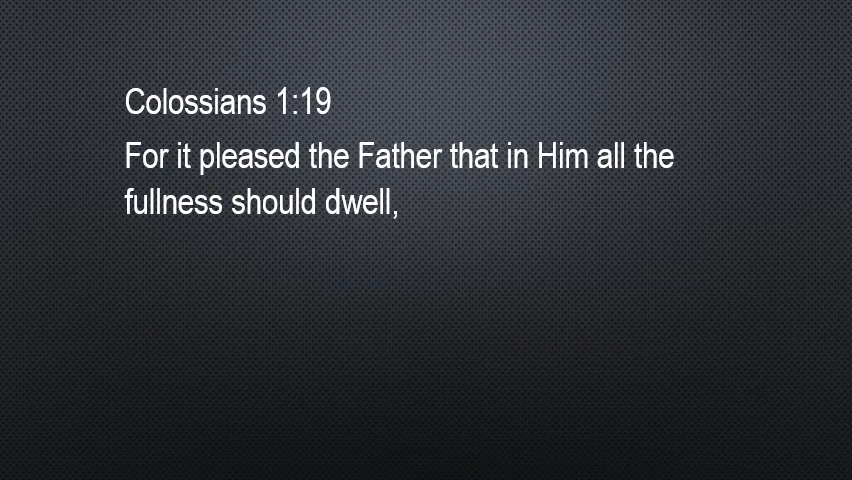 Colossians 1:19
For it pleased the Father that in Him all the
fullness should dwell,